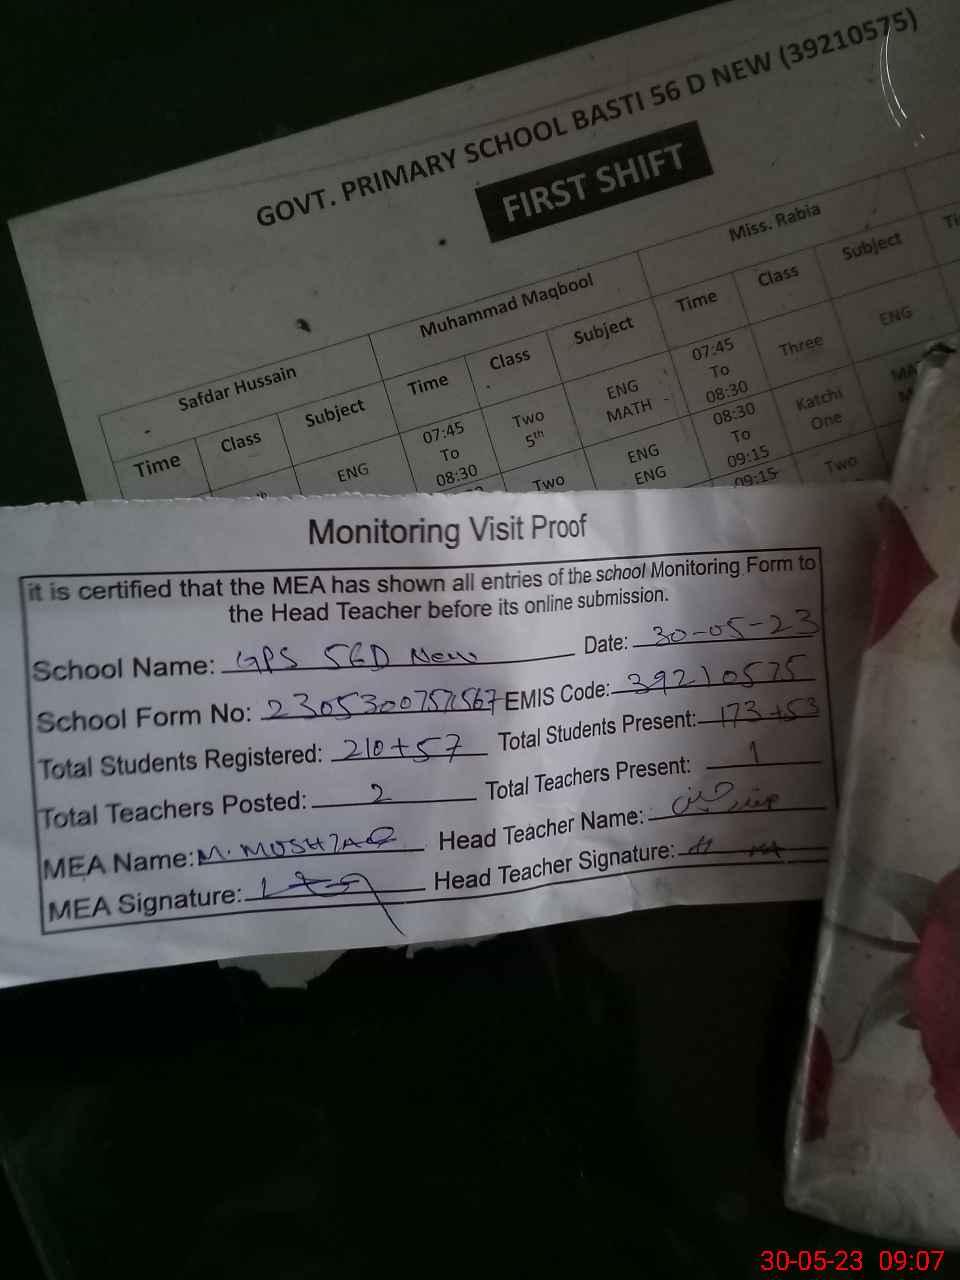 GOVT. PRIMARY SCHOOL BASTI 56 D NEW (39210575)
FIRST SHIFT
Safdar Hussain Muhammad Maqbool Miss. Rabia
Time Class Subject Time Class Subject Time Class Subject
ENG 07:45 To 08:30 Two 5th ENG MATH 07:45 To 08:30 Three ENG
Two ENG ENG 08:30 To 09:15 Katchi One
09:15 Two
Monitoring Visit Proof
it is certified that the MEA has shown all entries of the school Monitoring Form to
the Head Teacher before its online submission.
School Name: GPS 56D New Date: 30-05-23
School Form No: EMIS Code: 39210575
Total Students Registered: 210+57 Total Students Present: 173+53
Total Teachers Posted: 2 Total Teachers Present: 1
MEA Name: M. MUSHTAQ Head Teacher Name:
MEA Signature: Head Teacher Signature:
30-05-23 09:07